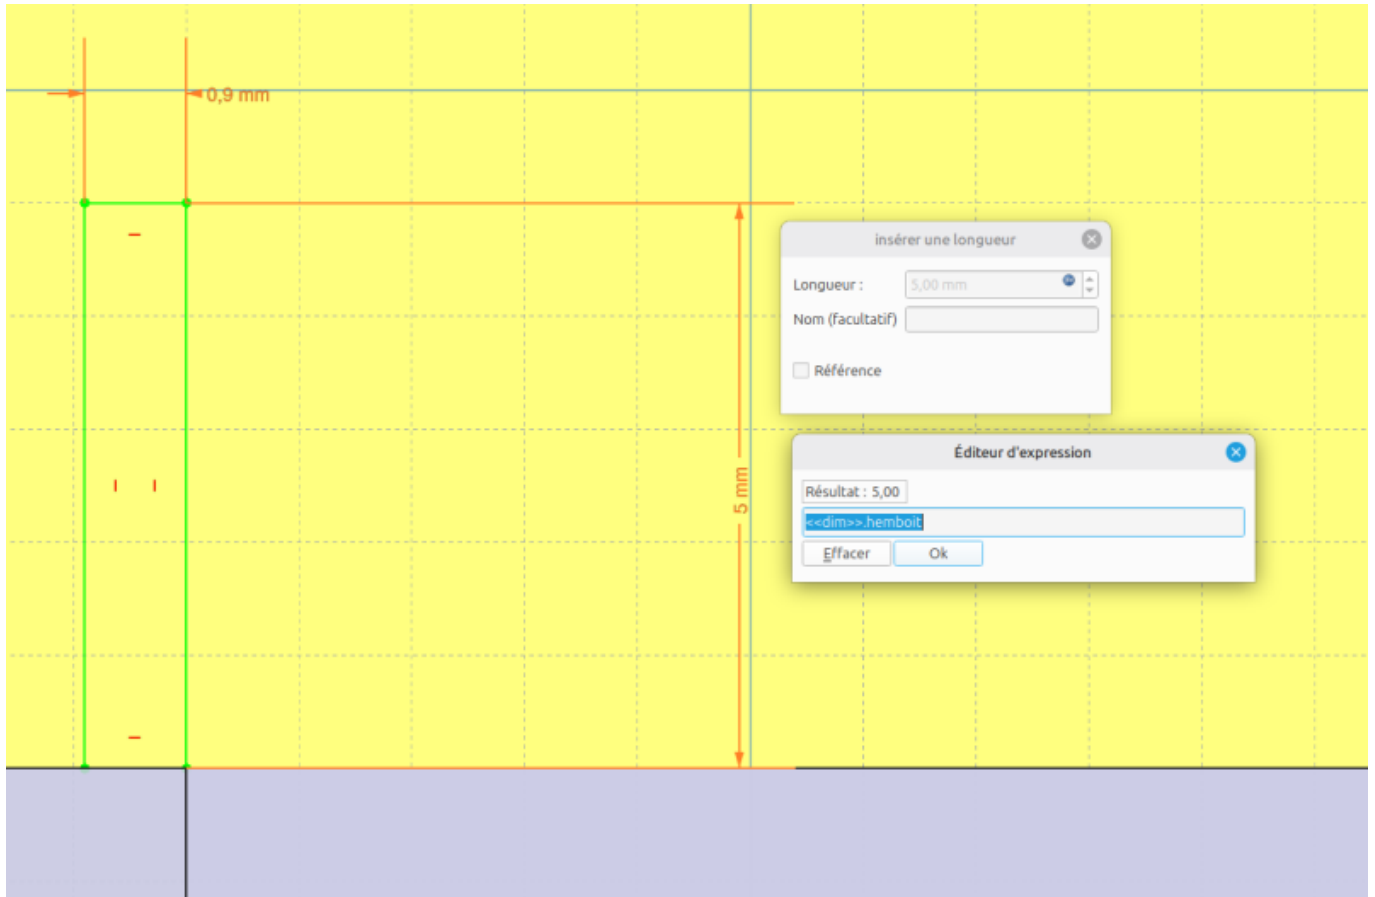 0,9 mm
insérer une longueur
Longueur :
5,00 mm
Nom (facultatif)
Référence
Éditeur d'expression
Résultat : 5,00
<<dim>>.hemboit
Effacer
Ok
5 mm